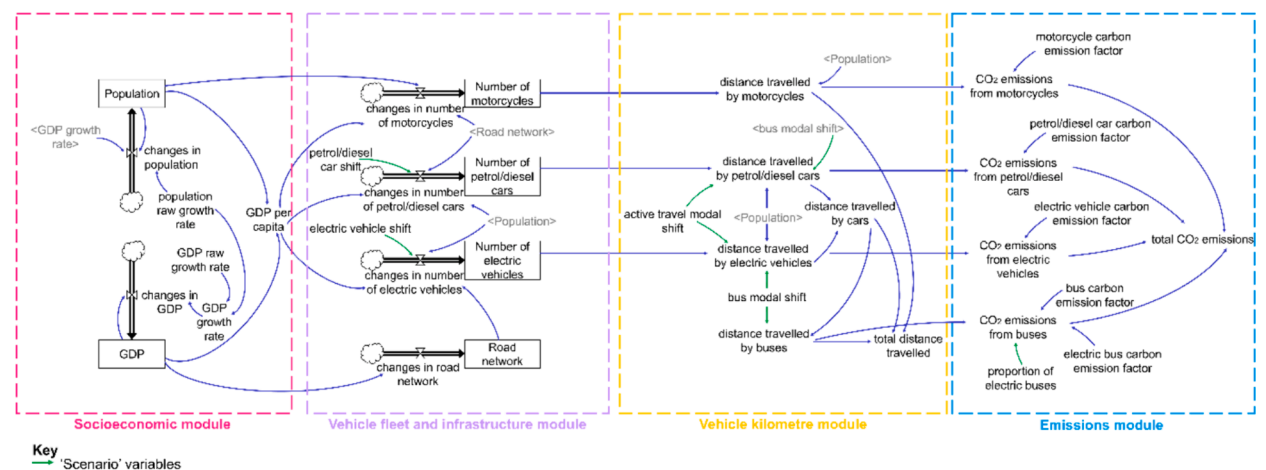 Population
<GDP growth
rate>
changes in
population
population
raw growth
rate
GDP per
capita
GDP raw
growth rate
changes in
GDP
GDP
growth
rate
GDP
Socioeconomic module
Number of
motorcycles
changes in number
of motorcycles
<Road network>
petrol/diesel
car shift
Number of
petrol/diesel
cars
changes in number
of petrol/diesel cars
<Population>
electric vehicle shift
Number of
electric
vehicles
changes in number
of electric vehicles
Road
network
changes in road
network
Vehicle fleet and infrastructure module
<Population>
distance travelled
by motorcycles
<bus modal shift>
distance travelled
by petrol/diesel cars
active travel modal
shift
<Population>
distance travelled
by cars
distance travelled
by electric vehicles
bus modal shift
distance travelled
by buses
total distance
travelled
Vehicle kilometre module
motorcycle carbon
emission factor
CO₂ emissions
from motorcycles
petrol/diesel car carbon
emission factor
CO₂ emissions
from petrol/diesel
cars
electric vehicle carbon
emission factor
total CO₂ emissions
CO₂ emissions
from electric
vehicles
bus carbon
emission factor
CO₂ emissions
from buses
electric bus carbon
emission factor
proportion of
electric buses
Emissions module
Key
'Scenario' variables